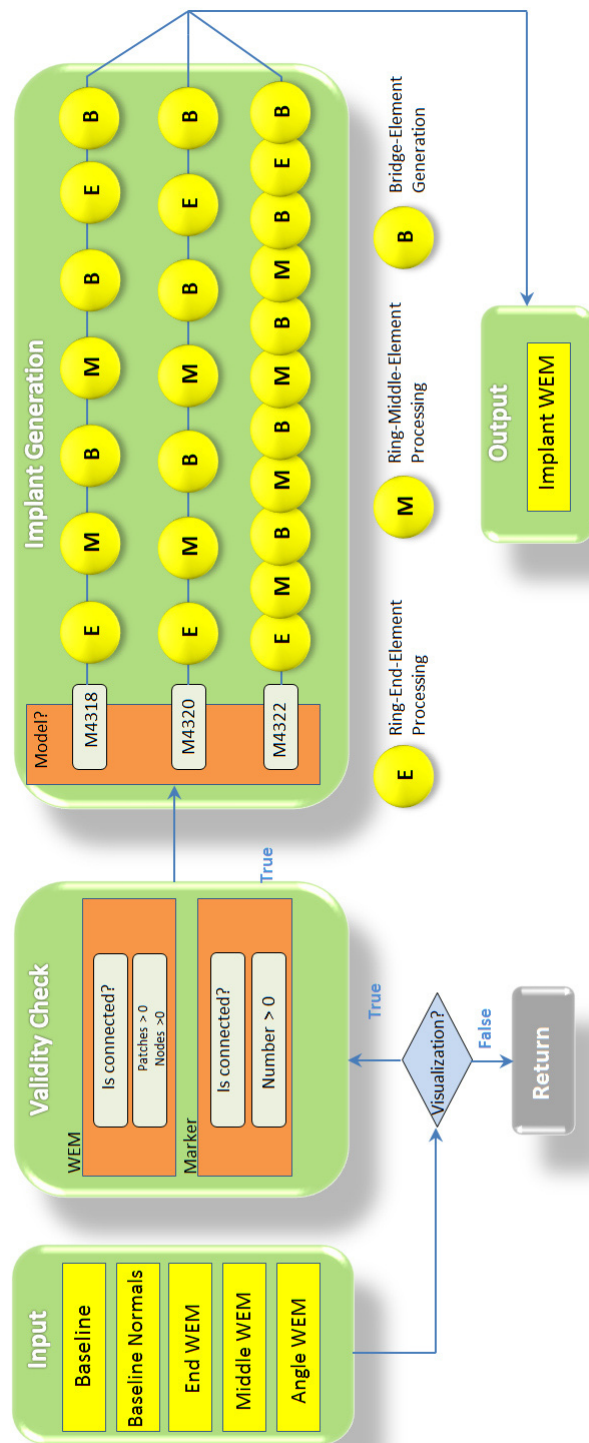 Input
Baseline
Baseline Normals
End WEM
Middle WEM
Angle WEM
Validity Check
WEM
Is connected?
Patches > 0
Nodes >0
Marker
Is connected?
Number > 0
True
Visualization?
True
False
Return
Implant Generation
Model?
M4318
E
M
B
M
B
E
B
M4320
E
M
B
M
B
E
B
M4322
E
M
B
M
B
M
B
M
B
E
B
E
Ring-End-Element
Processing
M
Ring-Middle-Element
Processing
B
Bridge-Element
Generation
Output
Implant WEM